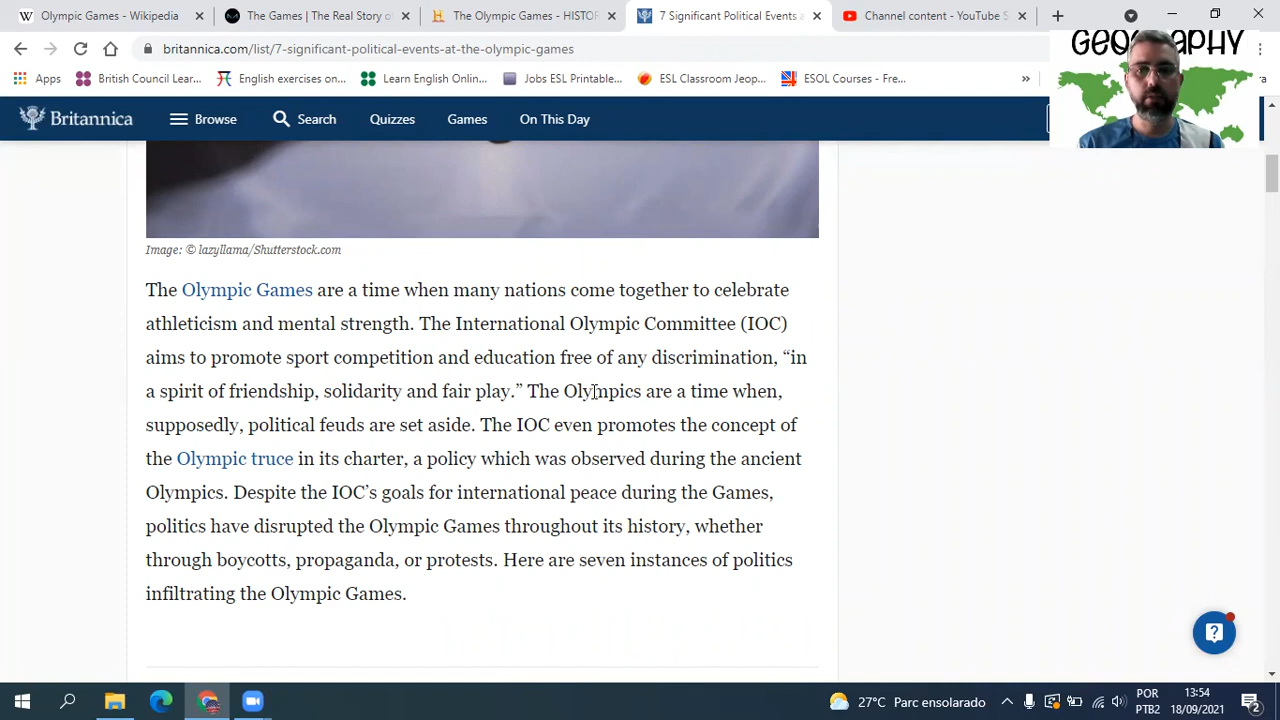 Olympic Games - Wikipedia
The Games | The Real Story of
The Olympic Games - HISTOR
7 Significant Political Events a
Channel content - YouTube S
britannica.com/list/7-significant-political-events-at-the-olympic-games
GEOGRAPHY
Apps
British Council Lear...
English exercises on...
Learn English Onlin...
Jobs ESL Printable...
ESL Classroom Jeop...
ESOL Courses - Fre...
»
Britannica
Browse
Search
Quizzes
Games
On This Day
Image: © lazyllama/Shutterstock.com
The Olympic Games are a time when many nations come together to celebrate
athleticism and mental strength. The International Olympic Committee (IOC)
aims to promote sport competition and education free of any discrimination, “in
a spirit of friendship, solidarity and fair play.” The Olympics are a time when,
supposedly, political feuds are set aside. The IOC even promotes the concept of
the Olympic truce in its charter, a policy which was observed during the ancient
Olympics. Despite the IOC’s goals for international peace during the Games,
politics have disrupted the Olympic Games throughout its history, whether
through boycotts, propaganda, or protests. Here are seven instances of politics
infiltrating the Olympic Games.
27°C Parc ensolarado
POR
PTB2
13:54
18/09/2021
2